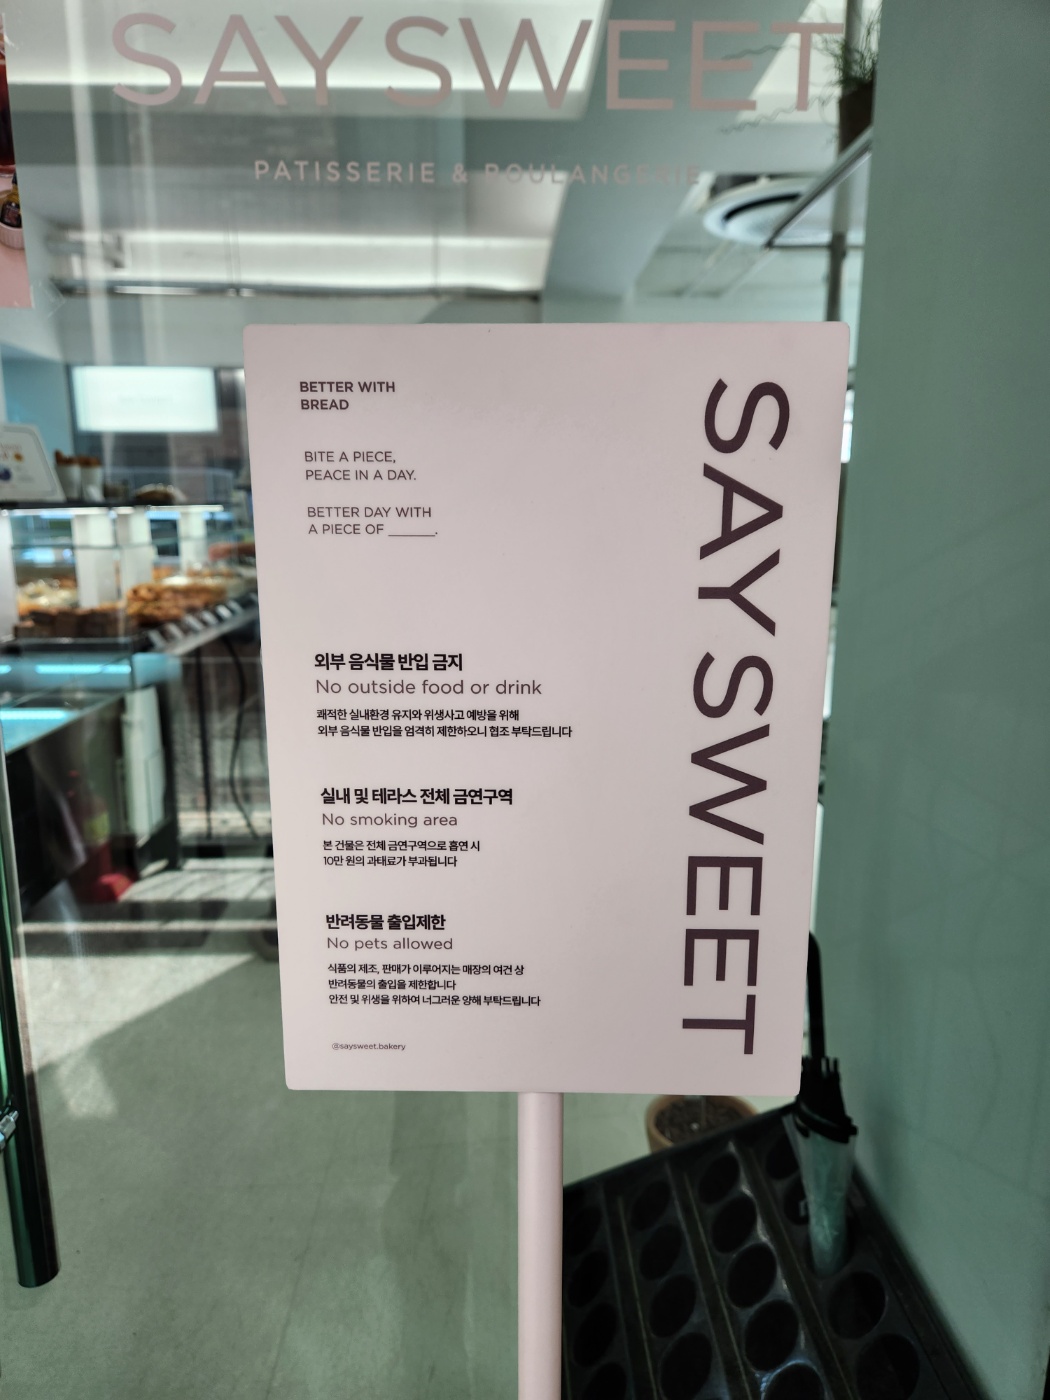 SAY SWEET
PATISSERIE & BOULANGERIE
BETTER WITH
BREAD
BITE A PIECE,
PEACE IN A DAY.
BETTER DAY WITH
A PIECE OF ______.
외부 음식물 반입 금지
No outside food or drink
쾌적한 실내환경 유지와 위생사고 예방을 위해
외부 음식물 반입을 엄격히 제한하오니 협조 부탁드립니다
실내 및 테라스 전체 금연구역
No smoking area
본 건물은 전체 금연구역으로 흡연 시
10만 원의 과태료가 부과됩니다
반려동물 출입제한
No pets allowed
식품의 제조, 판매가 이루어지는 매장의 여건 상
반려동물의 출입을 제한합니다
안전 및 위생을 위하여 너그러운 양해 부탁드립니다
@saysweet.bakery
SAY SWEET